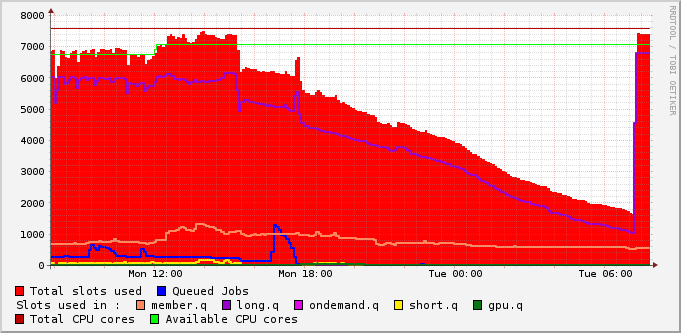 8000
7000
6000
5000
4000
3000
2000
1000
0
Mon 12:00 Mon 18:00 Tue 00:00 Tue 06:00
RRDTOOL / TOBI OETIKER
Total slots used Queued Jobs
Slots used in : member.q long.q ondemand.q short.q gpu.q
Total CPU cores Available CPU cores